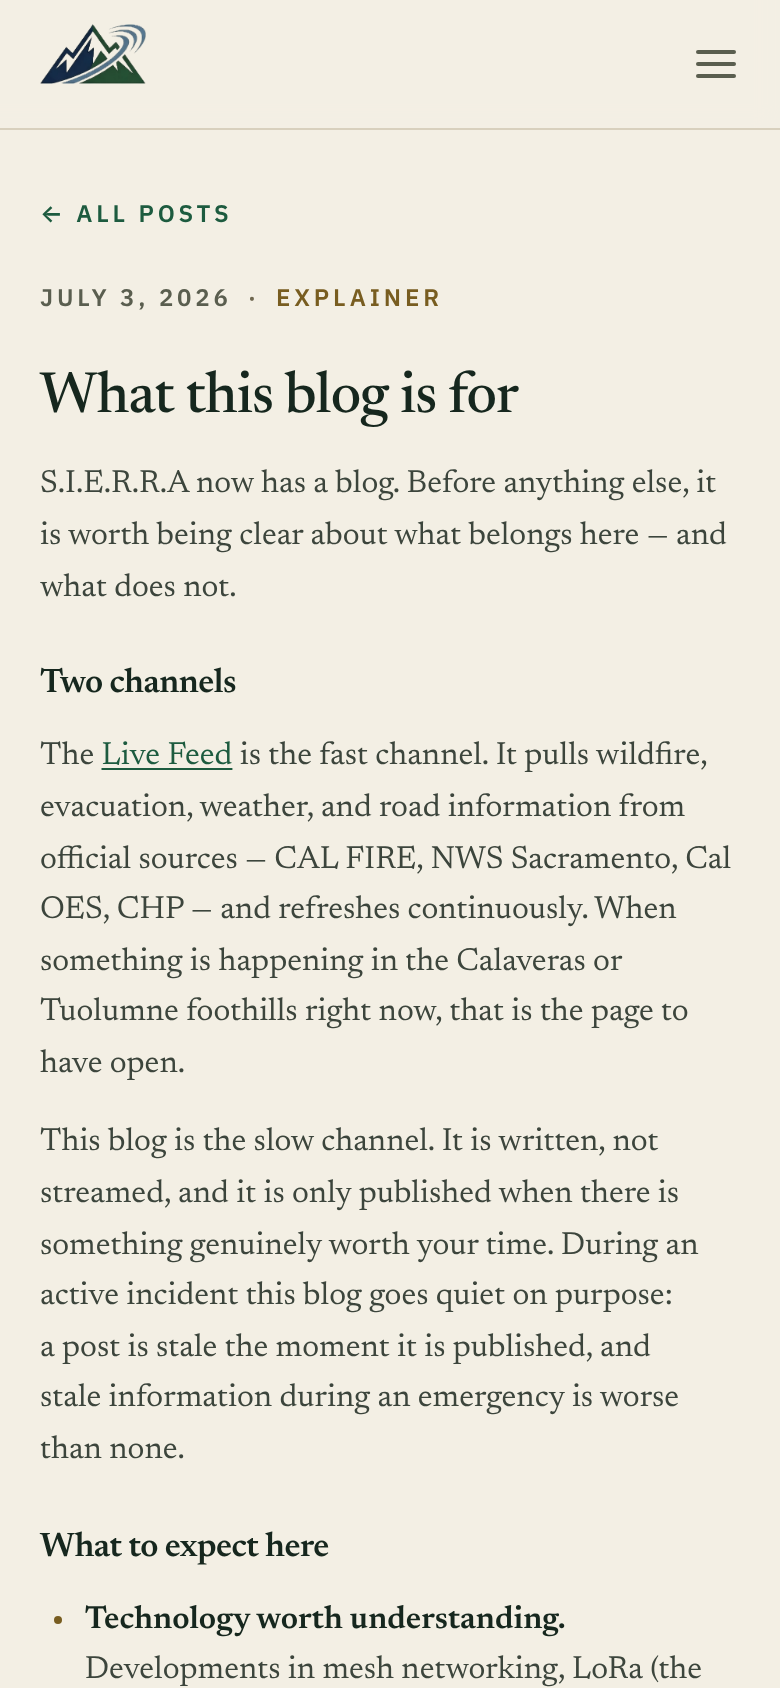 ← ALL POSTS
JULY 3, 2026 · EXPLAINER
What this blog is for
S.I.E.R.R.A now has a blog. Before anything else, it
is worth being clear about what belongs here — and
what does not.
Two channels
The Live Feed is the fast channel. It pulls wildfire,
evacuation, weather, and road information from
official sources — CAL FIRE, NWS Sacramento, Cal
OES, CHP — and refreshes continuously. When
something is happening in the Calaveras or
Tuolumne foothills right now, that is the page to
have open.
This blog is the slow channel. It is written, not
streamed, and it is only published when there is
something genuinely worth your time. During an
active incident this blog goes quiet on purpose:
a post is stale the moment it is published, and
stale information during an emergency is worse
than none.
What to expect here
• Technology worth understanding.
Developments in mesh networking, LoRa (the